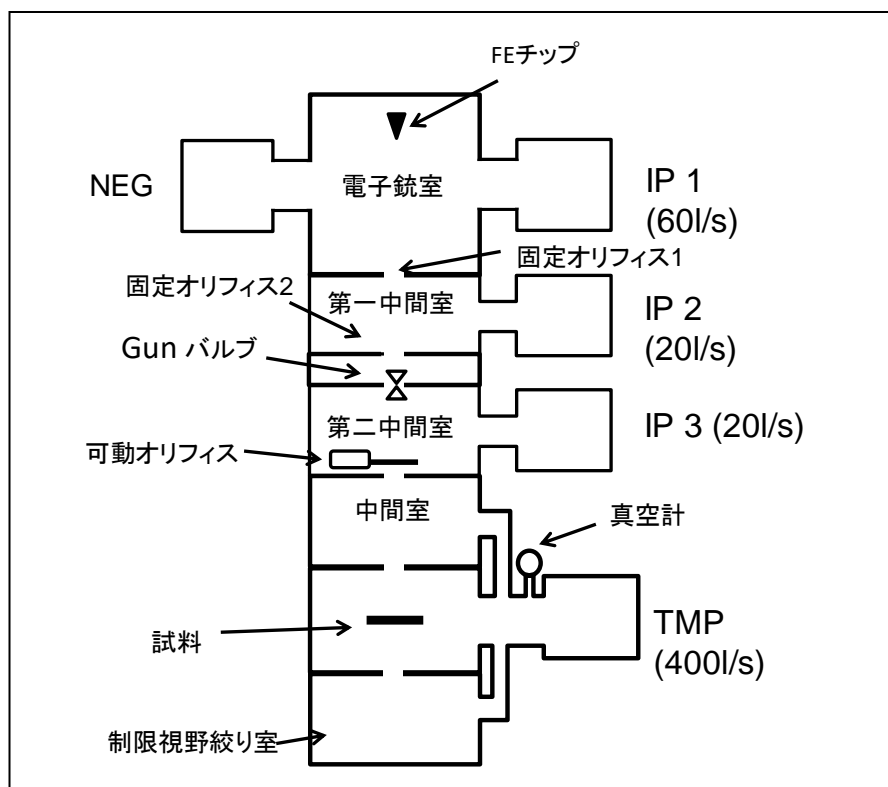 FEチップ
NEG
電子銃室
IP 1
(60l/s)
固定オリフィス1
固定オリフィス2
第一中間室
IP 2
(20l/s)
Gun バルブ
第二中間室
IP 3 (20l/s)
可動オリフィス
中間室
真空計
試料
TMP
(400l/s)
制限視野絞り室